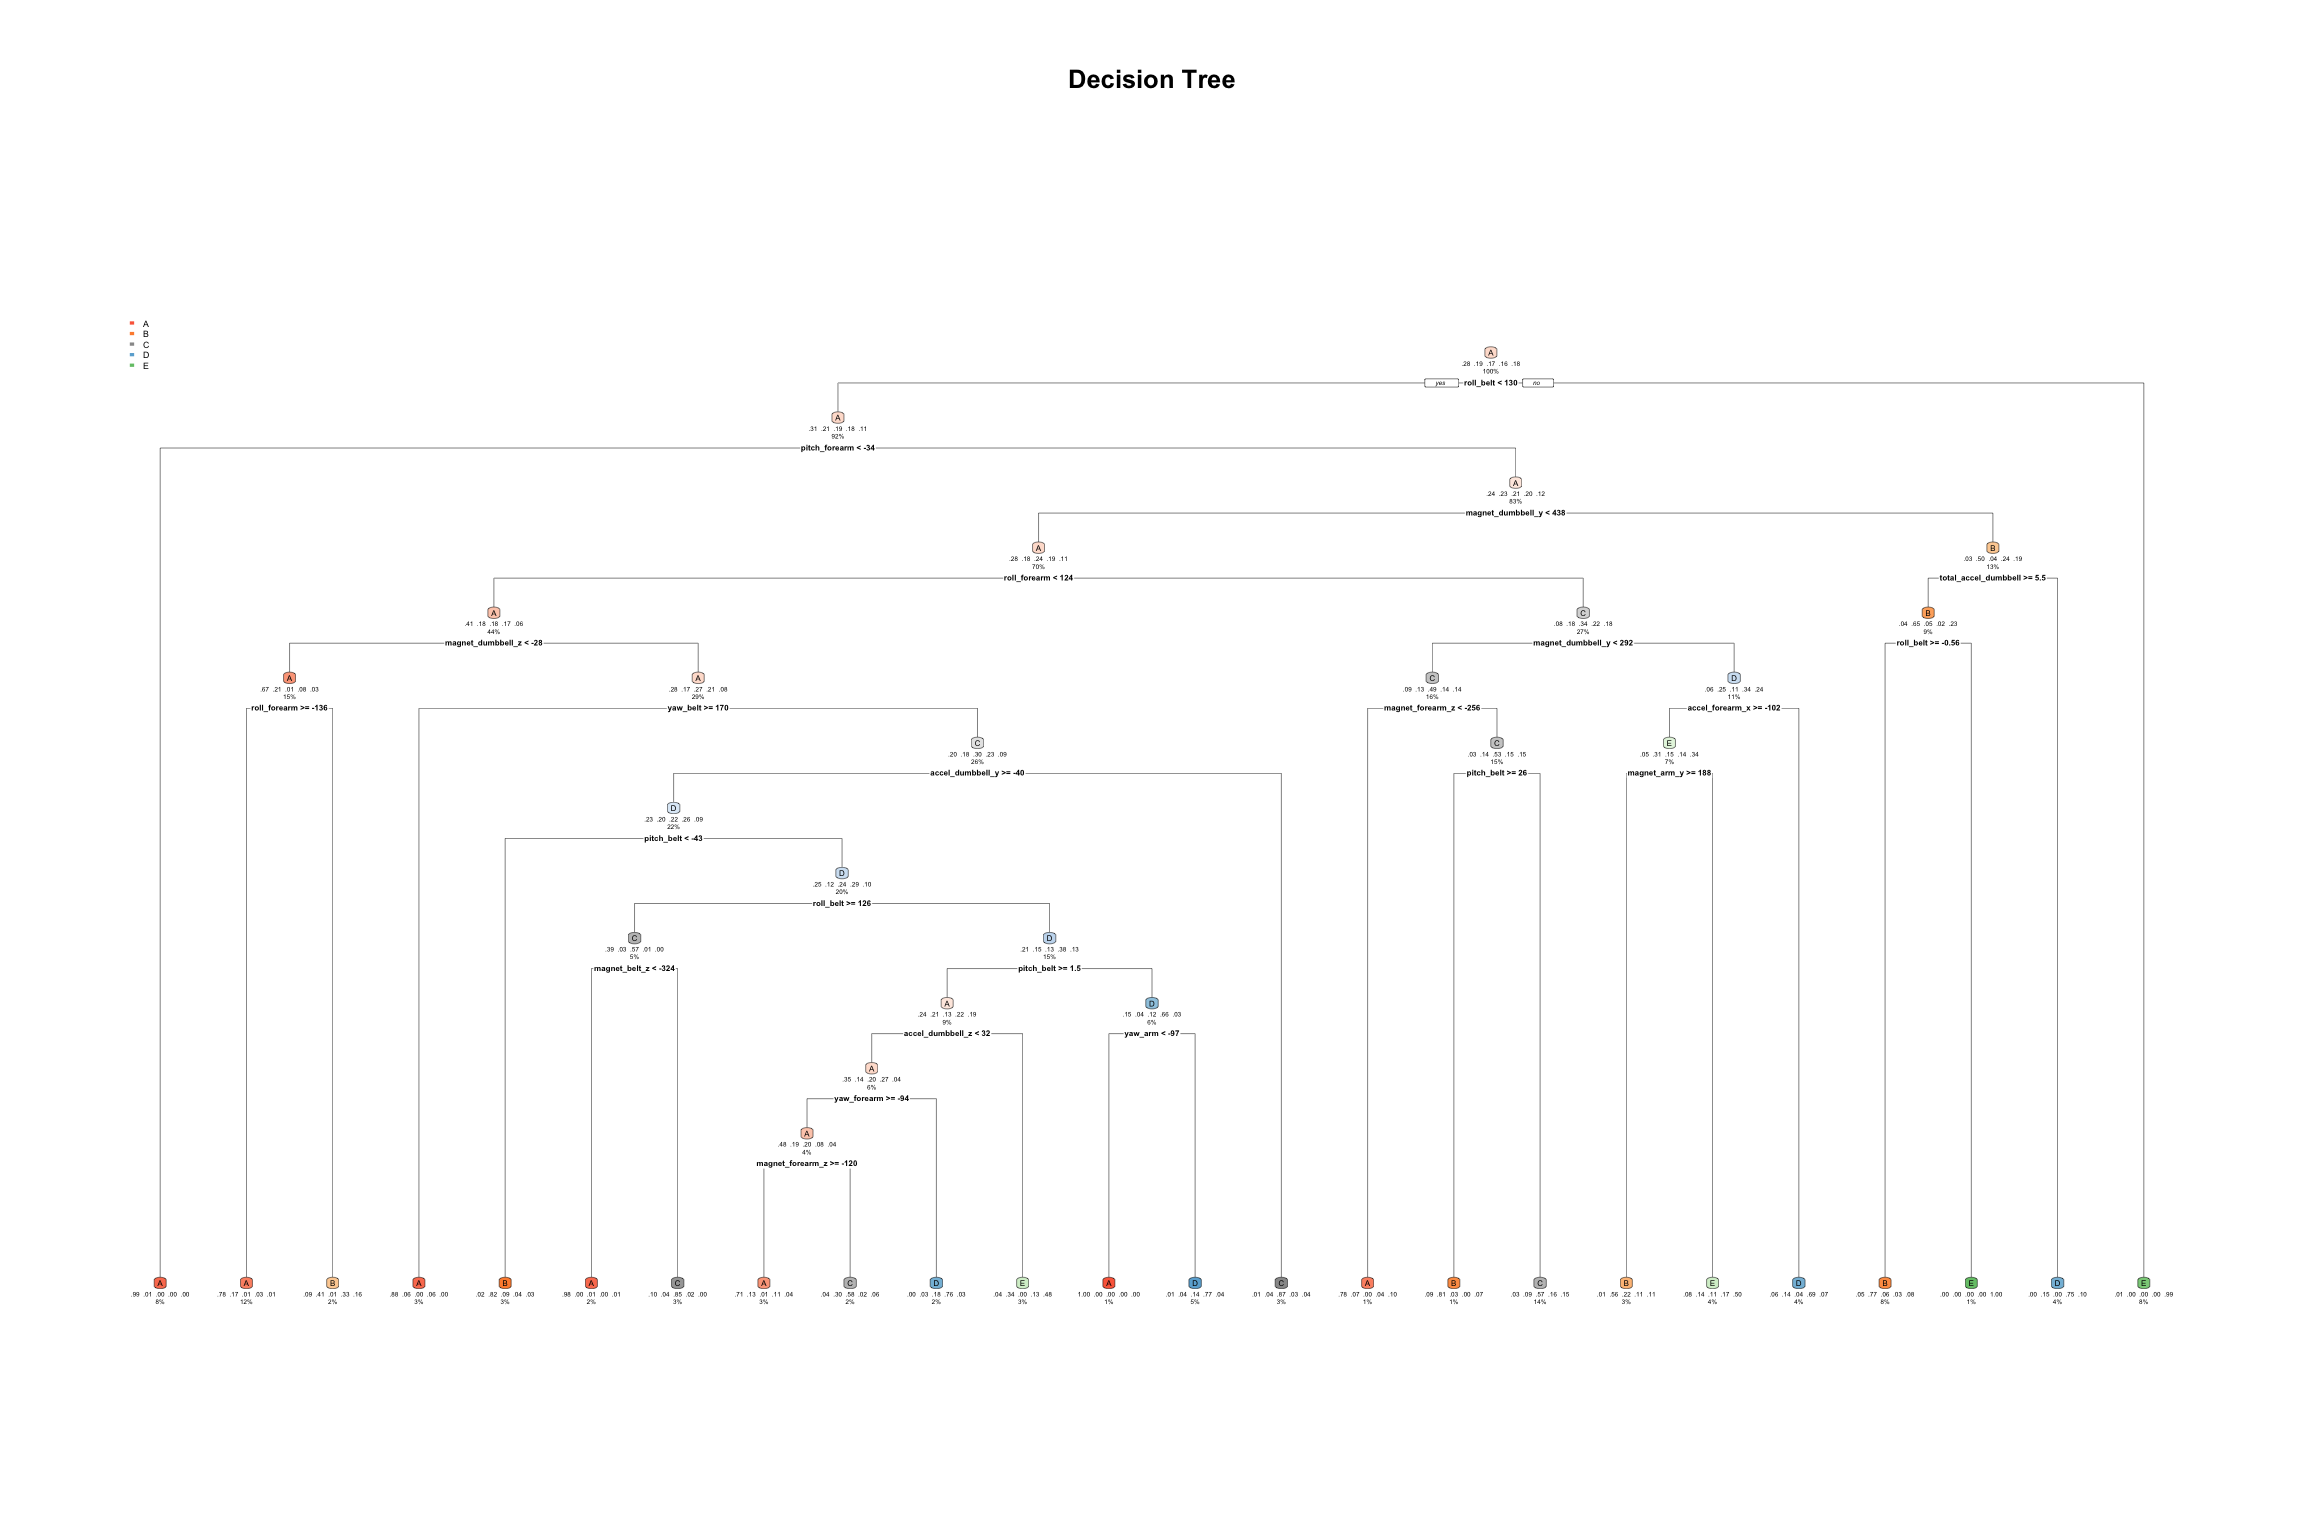 Decision Tree
A
B
C
D
E
A
.28 .19 .17 .16 .18
100%
yes roll_belt < 130 no
A
.31 .21 .19 .18 .11
92%
pitch_forearm < -34
A
.24 .23 .21 .20 .12
83%
magnet_dumbbell_y < 438
A B
.28 .18 .24 .19 .11 .03 .50 .04 .24 .19
70% 13%
roll_forearm < 124 total_accel_dumbbell >= 5.5
A C B
.41 .18 .18 .17 .06 .08 .18 .34 .22 .18 .04 .65 .05 .02 .23
44% 27% 9%
magnet_dumbbell_z < -28 magnet_dumbbell_y < 292 roll_belt >= -0.56
A A C D
.67 .21 .01 .08 .03 .28 .17 .27 .21 .08 .09 .13 .49 .14 .14 .06 .25 .11 .34 .24
15% 29% 16% 11%
roll_forearm >= -136 yaw_belt >= 170 magnet_forearm_z < -256 accel_forearm_x >= -102
C C E
.20 .18 .30 .23 .09 .03 .14 .53 .15 .15 .05 .31 .15 .14 .34
26% 15% 7%
accel_dumbbell_y >= -40 pitch_belt >= 26 magnet_arm_y >= 188
D
.23 .20 .22 .26 .09
22%
pitch_belt < -43
D
.25 .12 .24 .29 .10
20%
roll_belt >= 126
C D
.39 .03 .57 .01 .00 .21 .15 .13 .38 .13
5% 15%
magnet_belt_z < -324 pitch_belt >= 1.5
A D
.24 .21 .13 .22 .19 .15 .04 .12 .66 .03
9% 6%
accel_dumbbell_z < 32 yaw_arm < -97
A
.35 .14 .20 .27 .04
6%
yaw_forearm >= -94
A
.48 .19 .20 .08 .04
4%
magnet_forearm_z >= -120
A A B A B A C A C D E A D C A B C B E D B E D E
.99 .01 .00 .00 .00 .78 .17 .01 .03 .01 .09 .41 .01 .33 .16 .88 .06 .00 .06 .00 .02 .82 .09 .04 .03 .98 .00 .01 .00 .01 .10 .04 .85 .02 .00 .71 .13 .01 .11 .04 .04 .30 .58 .02 .06 .00 .03 .18 .76 .03 .04 .34 .00 .13 .48 1.00 .00 .00 .00 .00 .01 .04 .14 .77 .04 .01 .04 .87 .03 .04 .78 .07 .00 .04 .10 .09 .81 .03 .00 .07 .03 .09 .57 .16 .15 .01 .56 .22 .11 .11 .08 .14 .11 .17 .50 .06 .14 .04 .69 .07 .05 .77 .06 .03 .08 .00 .00 .00 .00 1.00 .00 .15 .00 .75 .10 .01 .00 .00 .00 .99
8% 12% 2% 3% 3% 2% 3% 3% 2% 2% 3% 1% 5% 3% 1% 1% 14% 3% 4% 4% 8% 1% 4% 8%